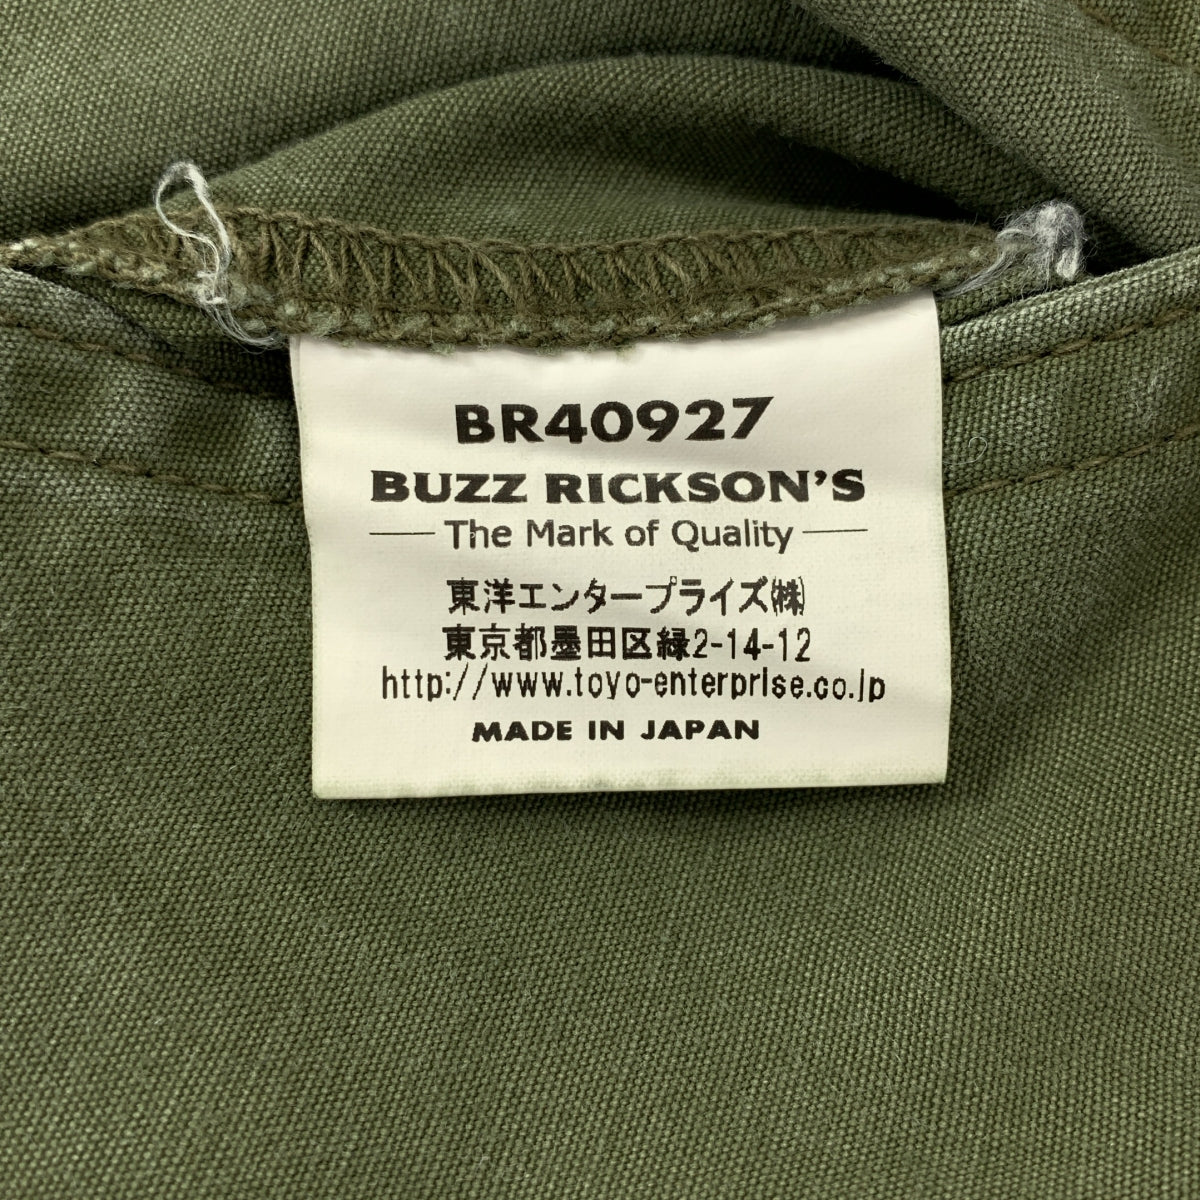 BR40927
BUZZ RICKSON'S
The Mark of Quality
東洋エンタープライズ㈱
東京都墨田区緑2-14-12
http://www.toyo-enterprise.co.jp
MADE IN JAPAN